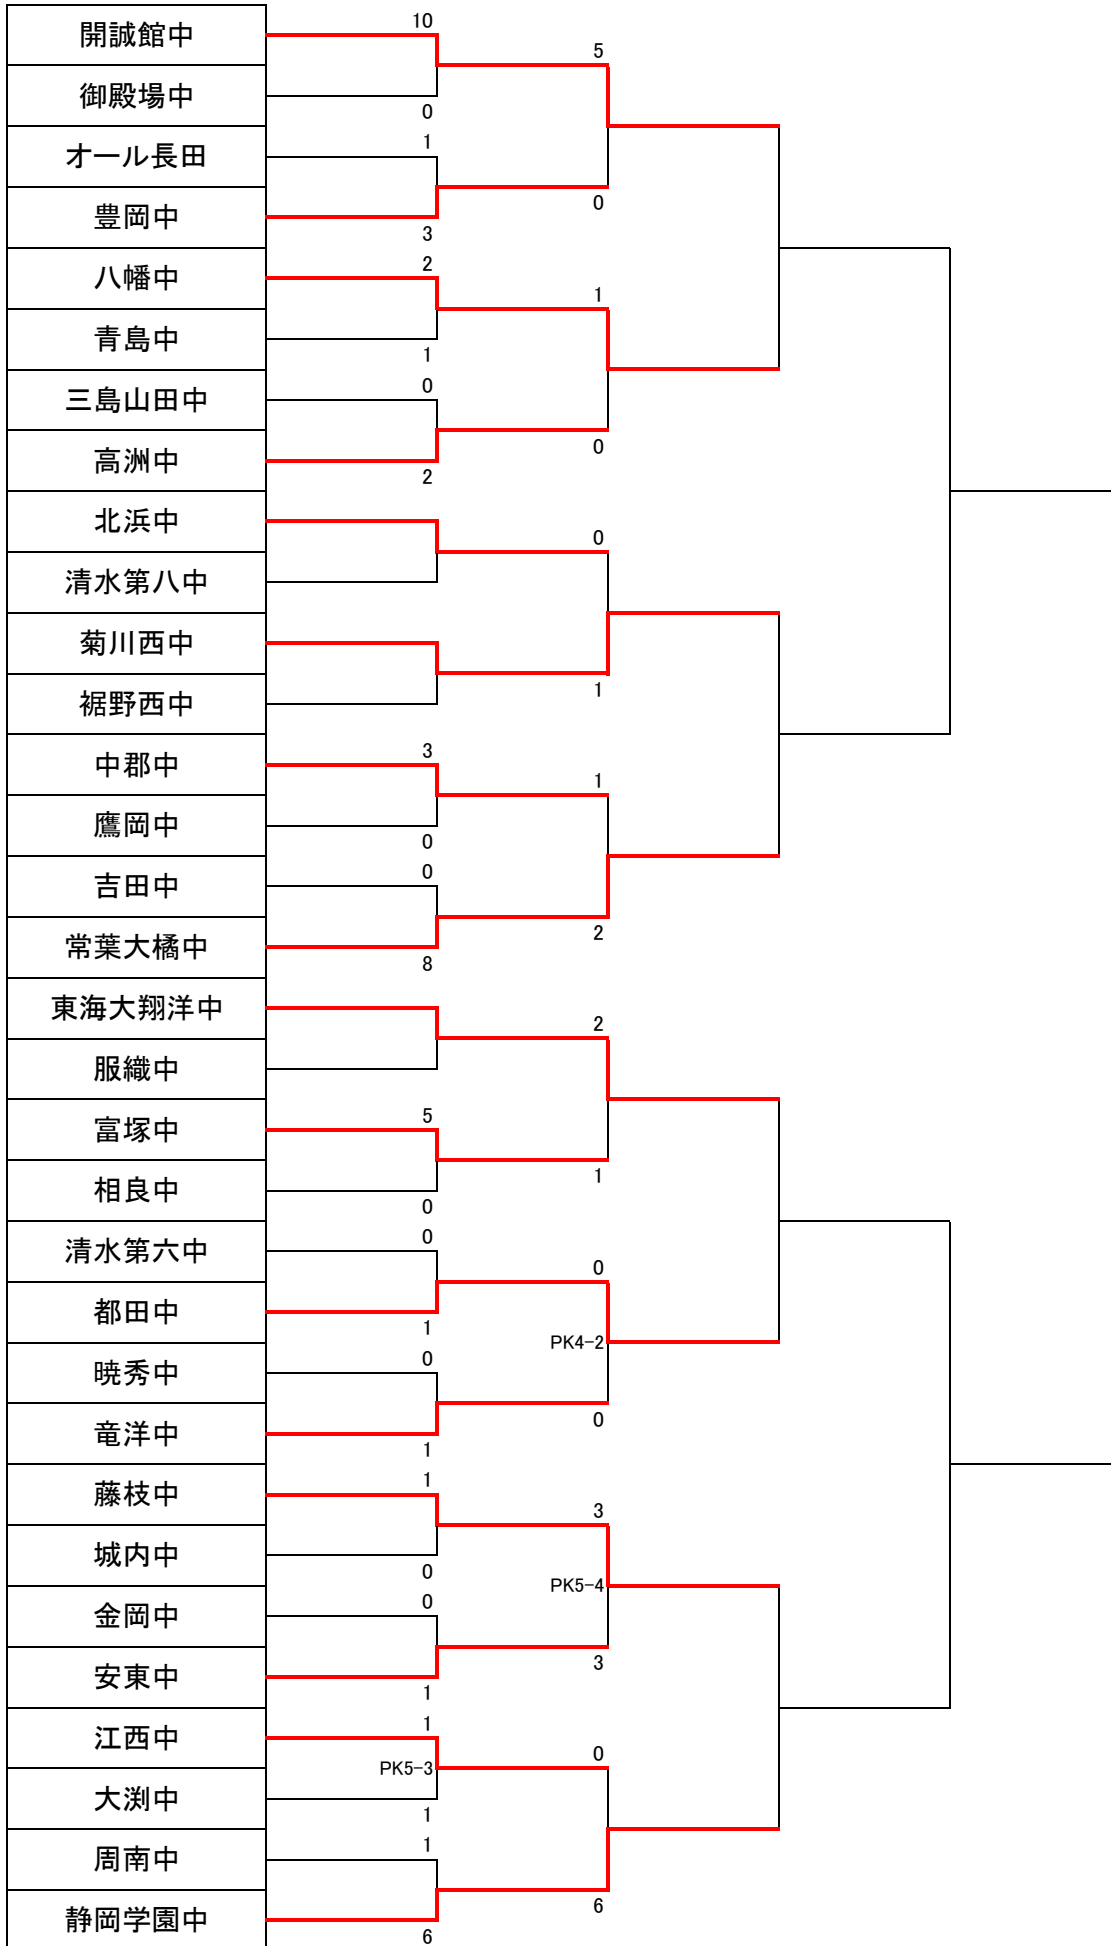 開誠館中
10
5
御殿場中
0
オール長田
1
豊岡中
3
0
八幡中
2
1
青島中
1
三島山田中
0
高洲中
2
0
北浜中
0
清水第八中
菊川西中
裾野西中
1
中郡中
3
1
鷹岡中
0
吉田中
0
常葉大橘中
8
2
東海大翔洋中
2
服織中
富塚中
5
相良中
0
1
清水第六中
0
0
都田中
1
PK4-2
暁秀中
0
竜洋中
1
0
藤枝中
1
3
城内中
0
PK5-4
金岡中
0
安東中
1
3
江西中
1
0
PK5-3
大渕中
1
周南中
1
静岡学園中
6
6